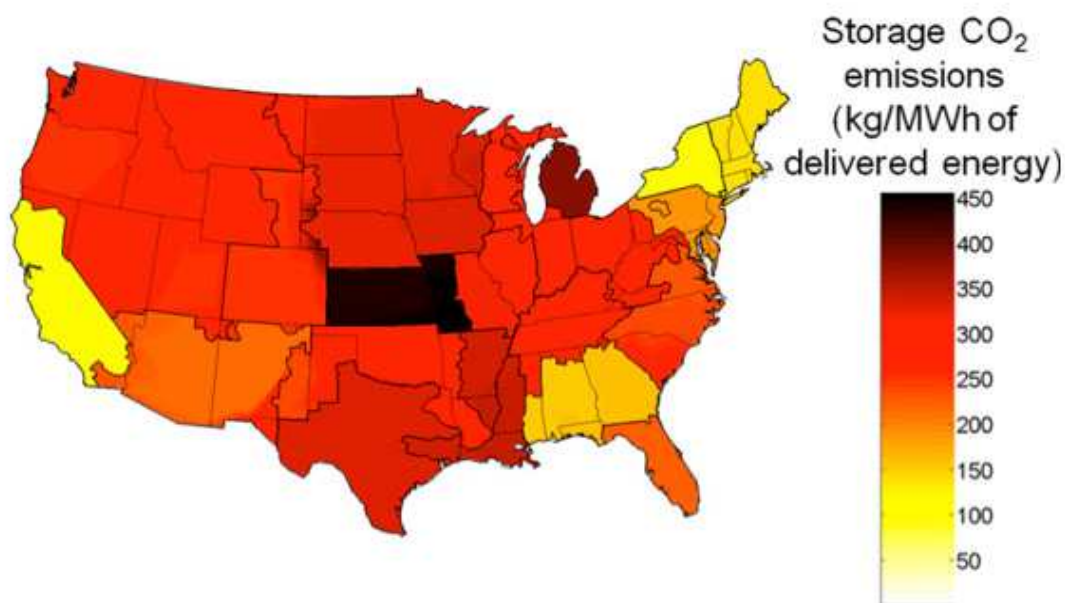 Storage CO₂
emissions
(kg/MWh of
delivered energy)
450
400
350
300
250
200
150
100
50